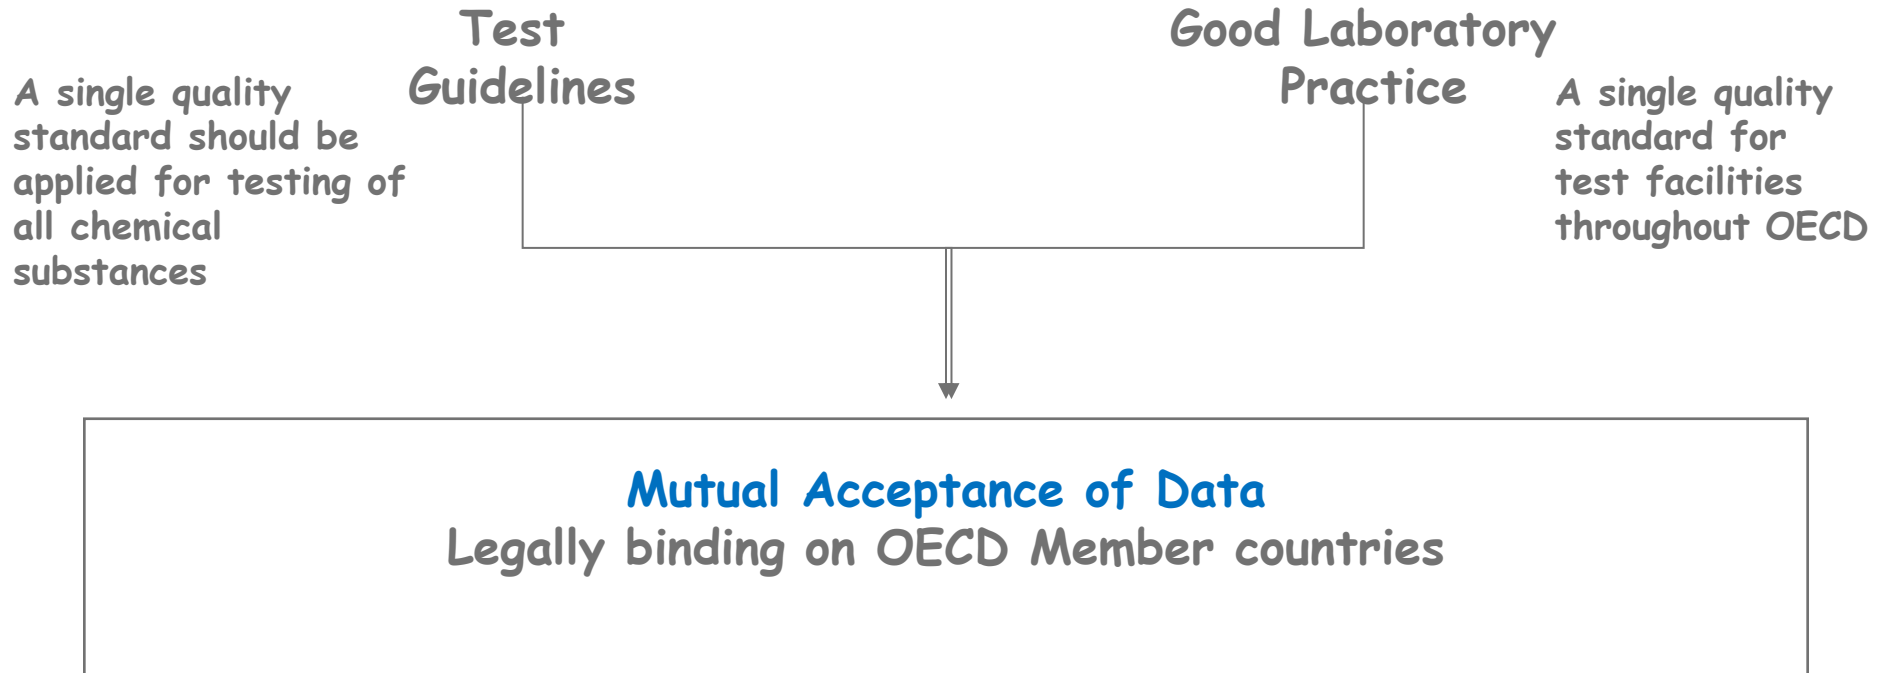 Test
Guidelines
A single quality
standard should be
applied for testing of
all chemical
substances
Good Laboratory
Practice
A single quality
standard for
test facilities
throughout OECD
Mutual Acceptance of Data
Legally binding on OECD Member countries